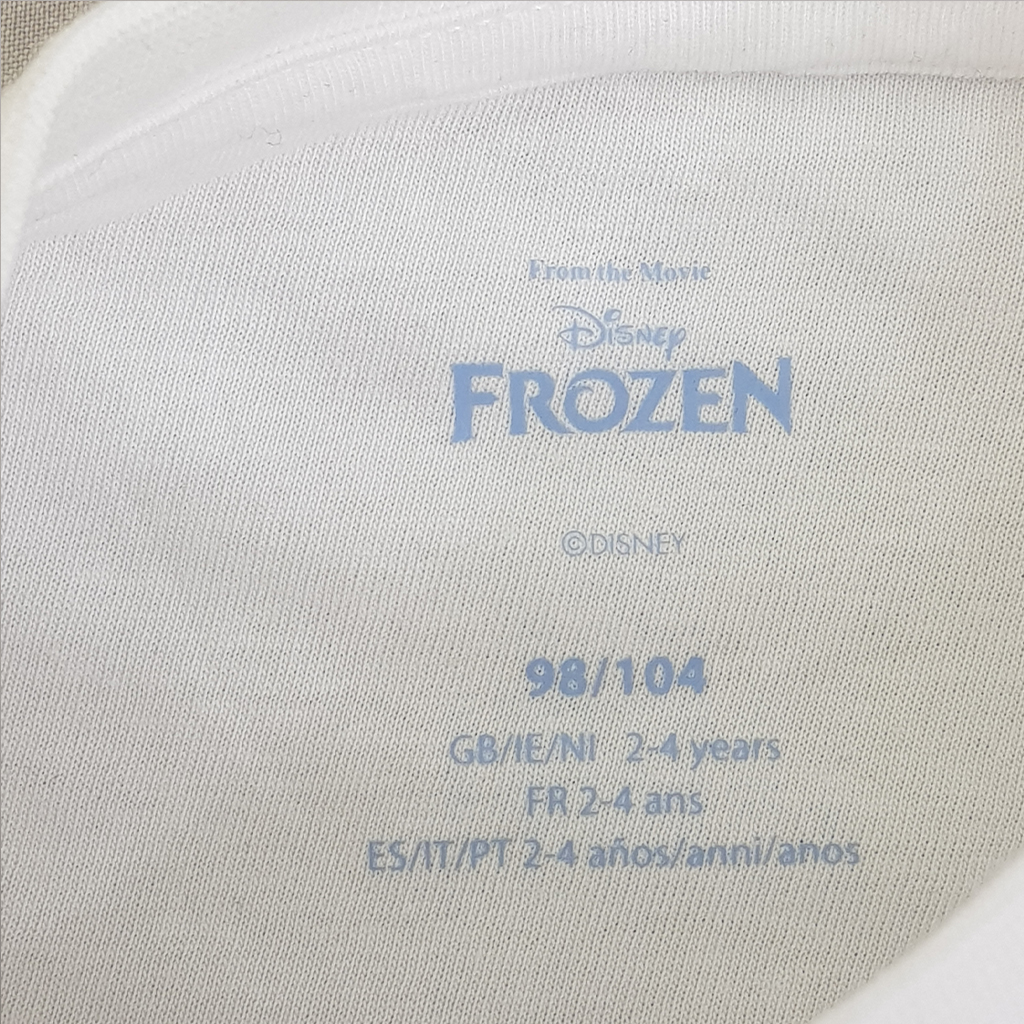 From the Movie
Disney
FROZEN
©DISNEY
98/104
GB/IE/NI 2-4 years
FR 2-4 ans
ES/IT/PT 2-4 años/anni/anos